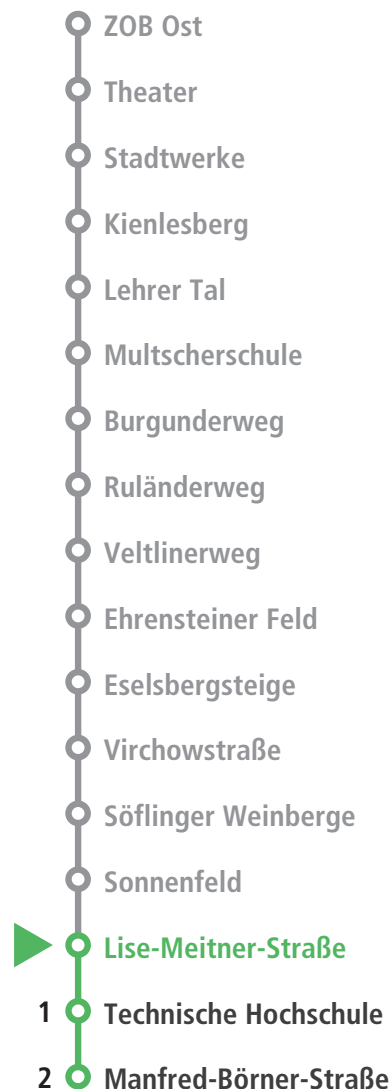 ZOB Ost
Theater
Stadtwerke
Kienlesberg
Lehrer Tal
Multscherschule
Burgunderweg
Ruländerweg
Veltlinerweg
Ehrensteiner Feld
Eselsbergsteige
Virchowstraße
Söflinger Weinberge
Sonnenfeld
Lise-Meitner-Straße
1 Technische Hochschule
2 Manfred-Börner-Straße